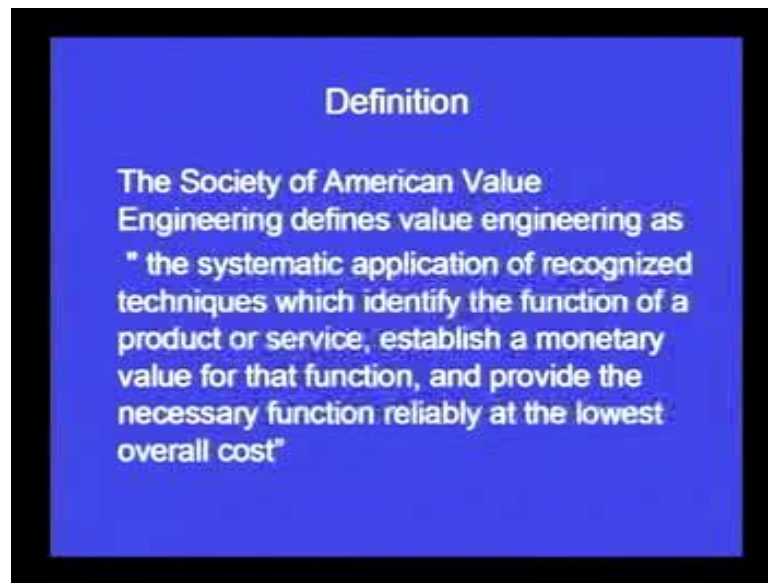 Definition
The Society of American Value
Engineering defines value engineering as
" the systematic application of recognized
techniques which identify the function of a
product or service, establish a monetary
value for that function, and provide the
necessary function reliably at the lowest
overall cost"